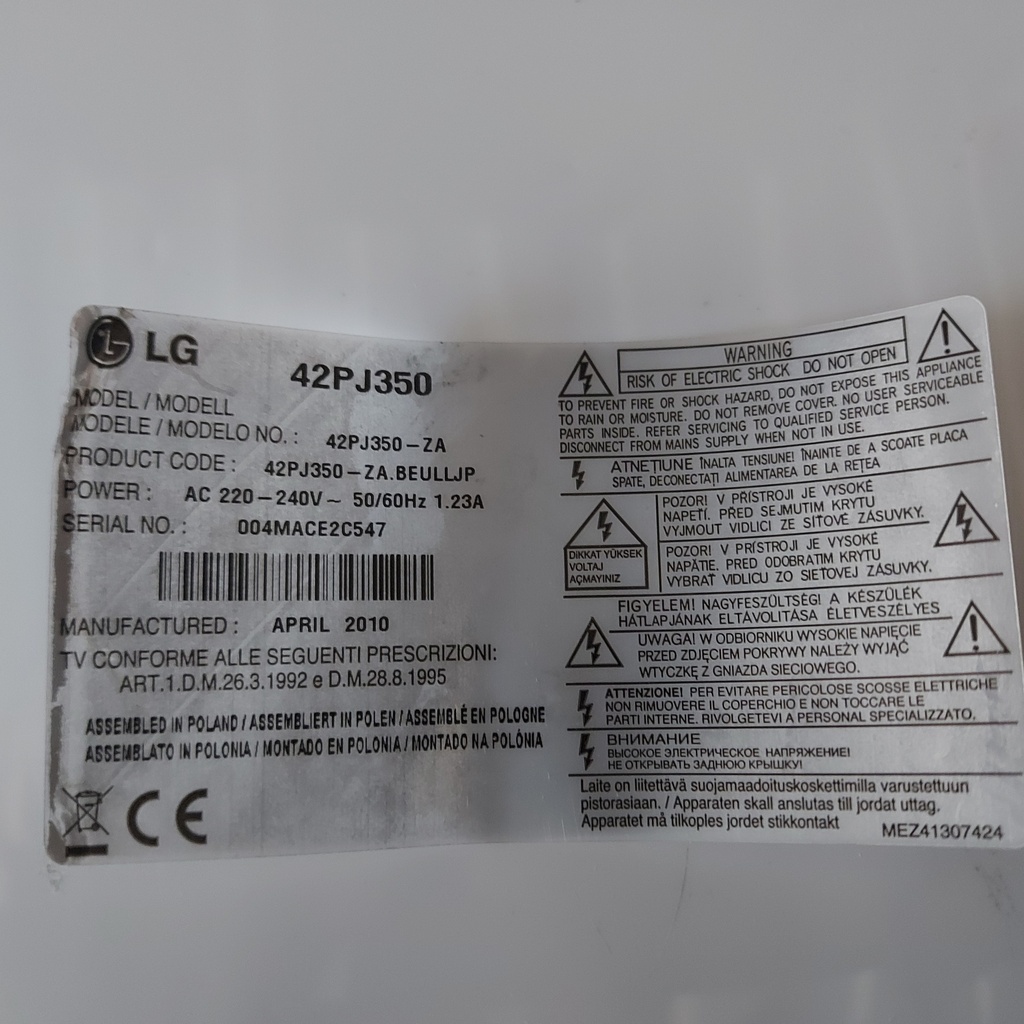 LG
42PJ350
MODEL / MODELL
MODELE / MODELO NO. : 42PJ350-ZA
PRODUCT CODE : 42PJ350-ZA.BEULLJP
POWER : AC 220-240V~ 50/60Hz 1.23A
SERIAL NO. : 004MACE2C547
MANUFACTURED : APRIL 2010
TV CONFORME ALLE SEGUENTI PRESCRIZIONI:
ART.1.D.M.26.3.1992 e D.M.28.8.1995
ASSEMBLED IN POLAND / ASSEMBLIERT IN POLEN / ASSEMBLÉ EN POLOGNE
ASSEMBLATO IN POLONIA / MONTADO EN POLONIA / MONTADO NA POLÔNIA
CE
WARNING
RISK OF ELECTRIC SHOCK DO NOT OPEN
TO PREVENT FIRE OR SHOCK HAZARD, DO NOT EXPOSE THIS APPLIANCE
TO RAIN OR MOISTURE. DO NOT REMOVE COVER. NO USER SERVICEABLE
PARTS INSIDE. REFER SERVICING TO QUALIFIED SERVICE PERSON.
DISCONNECT FROM MAINS SUPPLY WHEN NOT IN USE.
ATNEȚIUNE ÎNALTA TENSIUNE! ÎNAINTE DE A SCOATE PLACA
SPATE, DECONECTAȚI ALIMENTAREA DE LA REȚEA
DIKKAT YÜKSEK
VOLTAJ
AÇMAYINIZ
POZOR! V PŘÍSTROJI JE VYSOKÉ
NAPETÍ. PŘED SEJMUTIM KRYTU
VYJMOUT VIDLICI ZE SÍŤOVÉ ZÁSUVKY.
POZOR! V PRÍSTROJI JE VYSOKÉ
NAPÄTIE. PRED ODOBRATIM KRYTU
VYBRAŤ VIDLICU ZO SIEŤOVEJ ZÁSUVKY.
FIGYELEM! NAGYFESZÜLTSÉG! A KÉSZÜLÉK
HÁTLAPJÁNAK ELTÁVOLITÁSA ÉLETVESZÉLYES
UWAGA! W ODBIORNIKU WYSOKIE NAPIĘCIE
PRZED ZDJĘCIEM POKRYWY NALEŻY WYJĄĆ
WTYCZKĘ Z GNIAZDA SIECIOWEGO.
ATTENZIONE! PER EVITARE PERICOLOSE SCOSSE ELETTRICHE
NON RIMUOVERE IL COPERCHIO E NON TOCCARE LE
PARTI INTERNE. RIVOLGETEVI A PERSONAL SPECIALIZZATO.
ВНИМАНИЕ
ВЫСОКОЕ ЭЛЕКТРИЧЕСКОЕ НАПРЯЖЕНИЕ!
НЕ ОТКРЫВАТЬ ЗАДНЮЮ КРЫШКУ!
Laite on liitettävä suojamaadoituskoskettimilla varustettuun
pistorasiaan. / Apparaten skall anslutas till jordat uttag.
Apparatet må tilkoples jordet stikkontakt
MEZ41307424